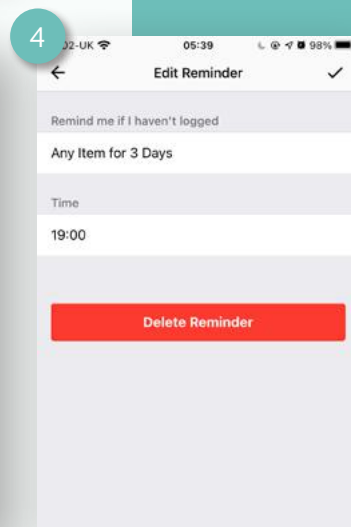 4
O2-UK 05:39 98%
Edit Reminder
Remind me if I haven't logged
Any Item for 3 Days
Time
19:00
Delete Reminder